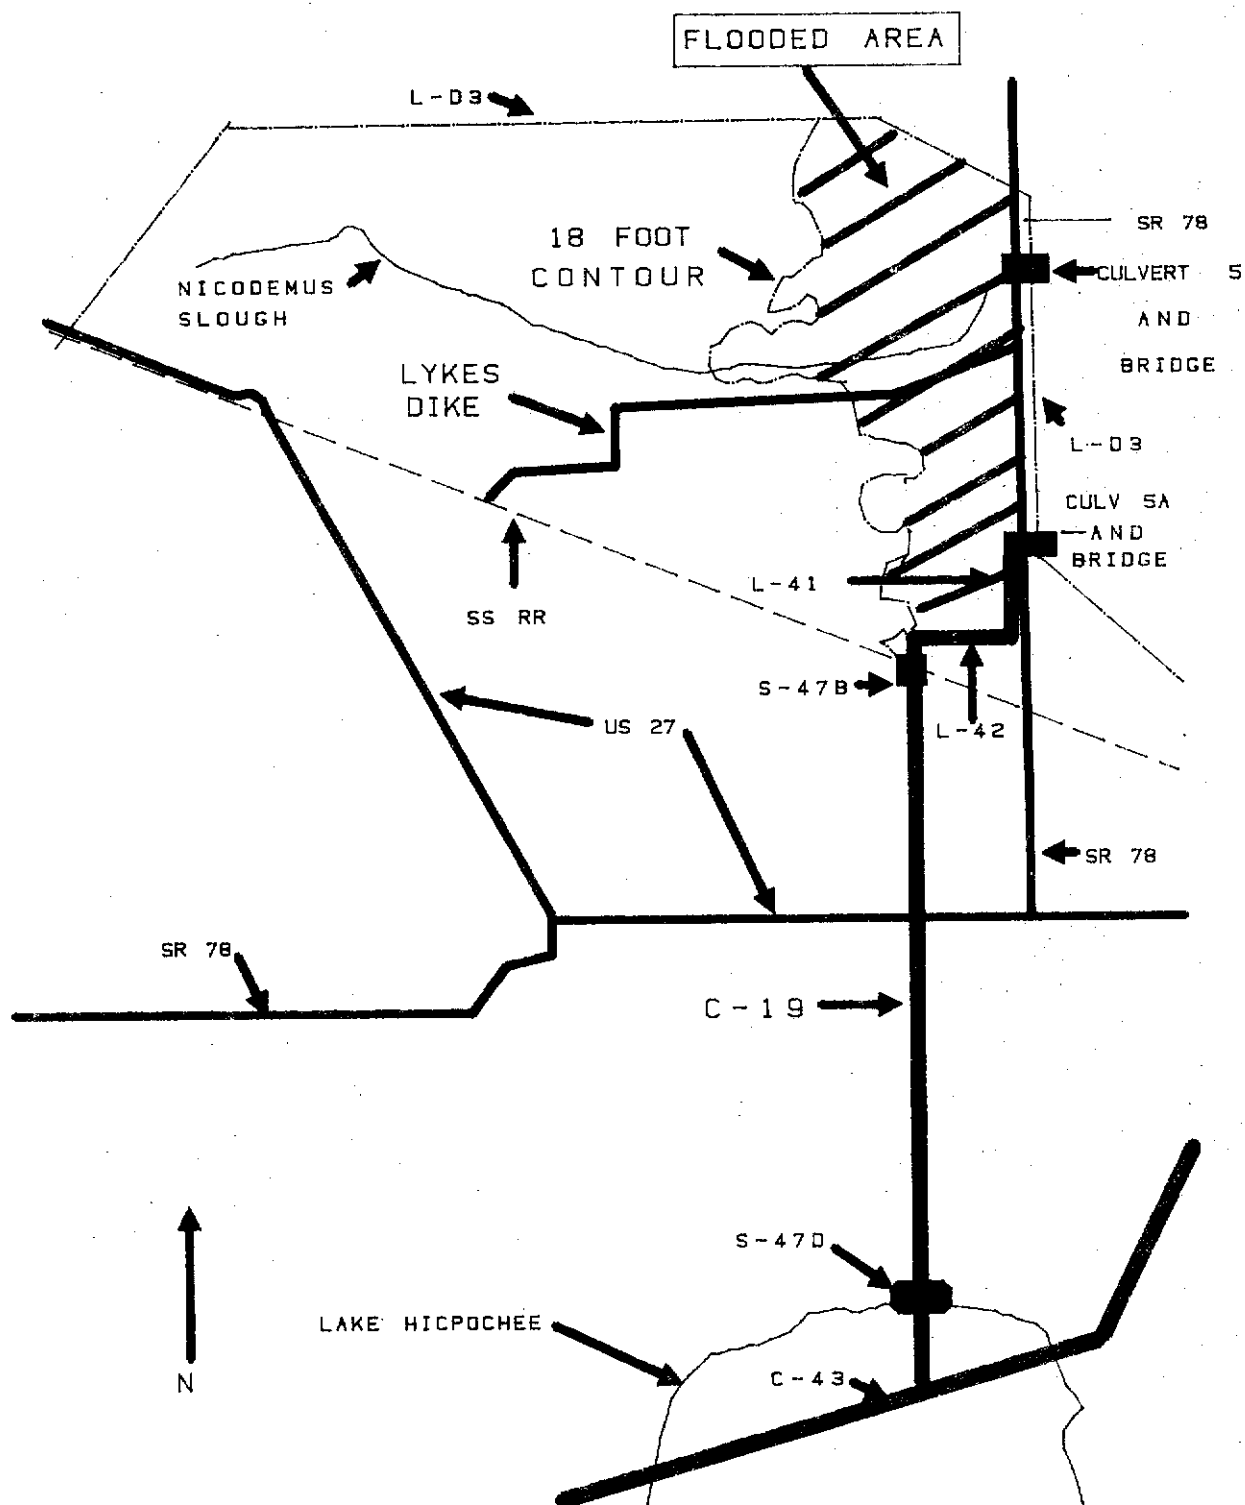 FLOODED AREA
L-D3
SR 78
18 FOOT
CONTOUR
CULVERT 5
AND
BRIDGE
NICODEMUS
SLOUGH
LYKES
DIKE
L-D3
CULV 5A
AND
BRIDGE
L-41
SS RR
S-47B
L-42
US 27
SR 78
SR 78
C-19
S-47D
LAKE HICPOCHEE
C-43
N